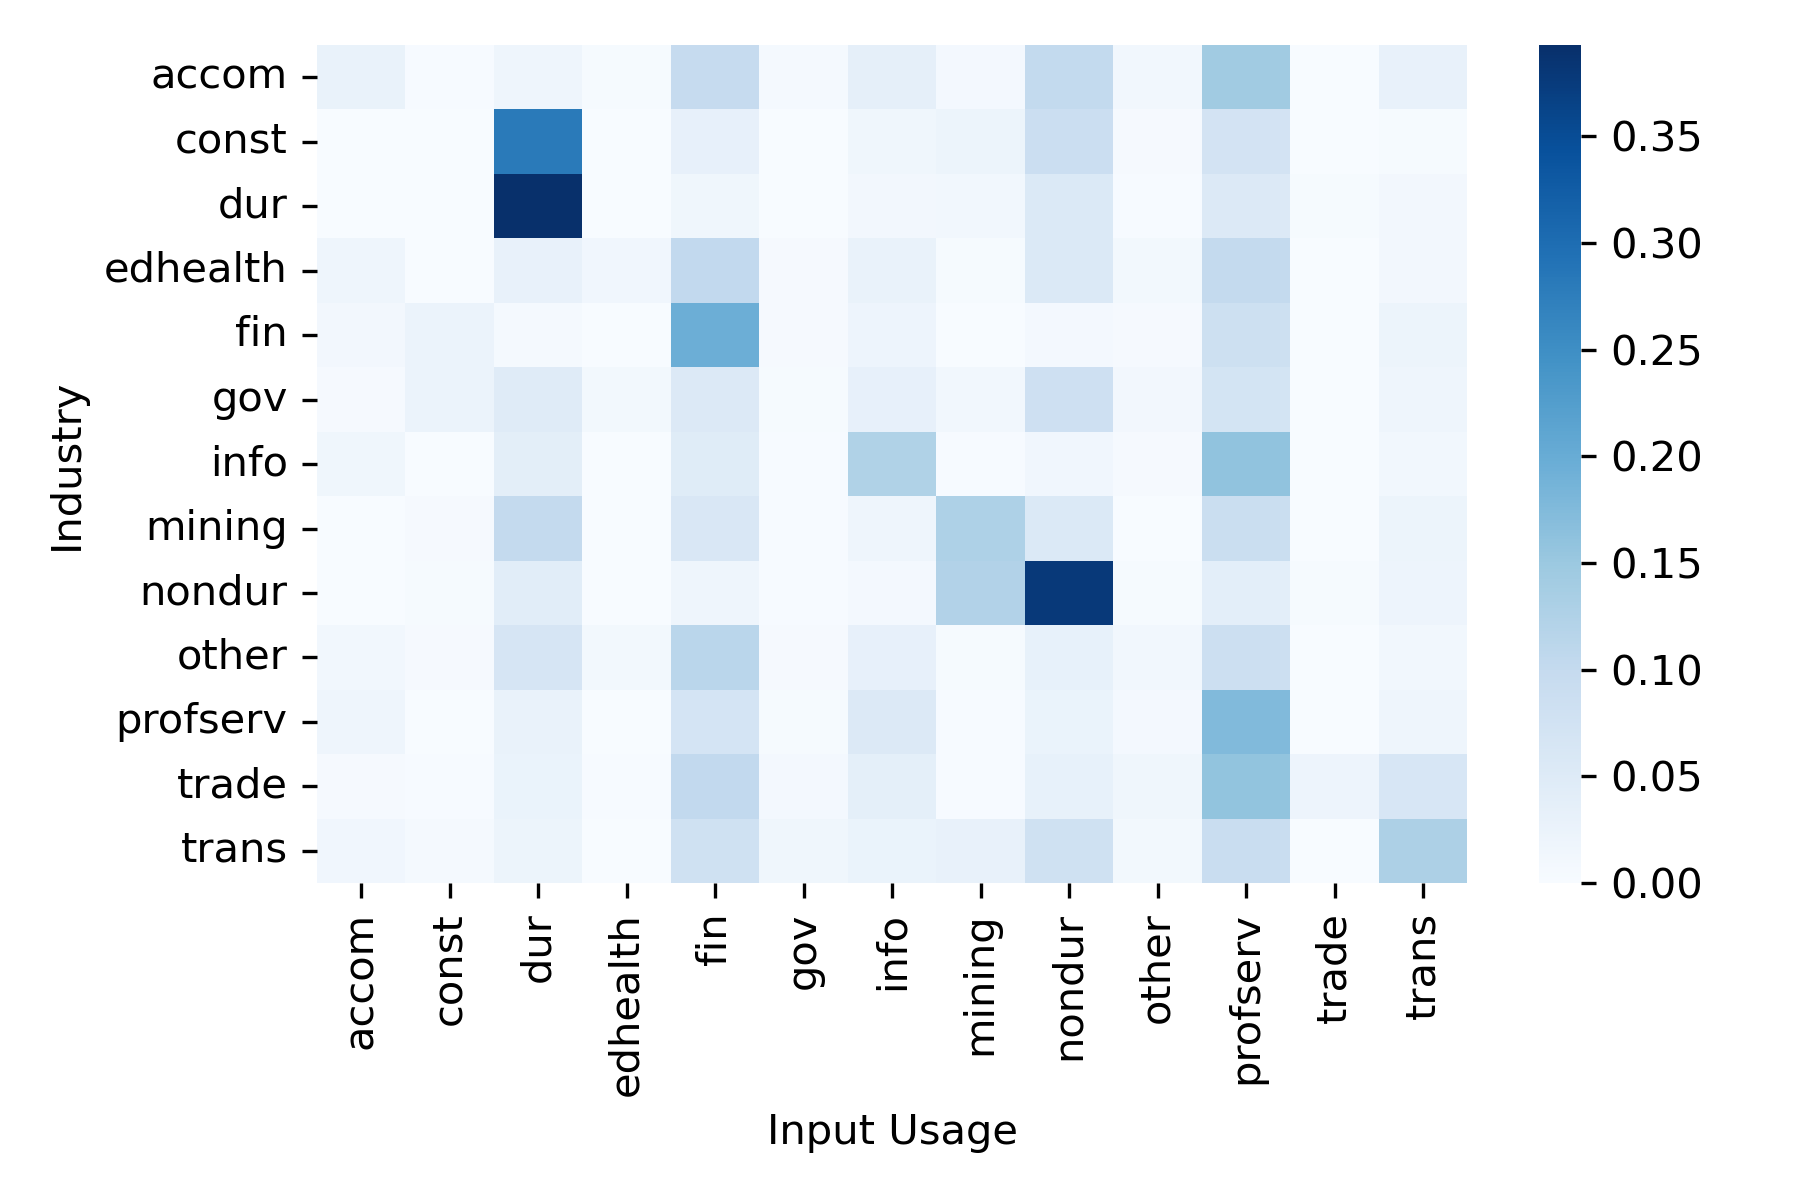 Industry
accom
const
dur
edhealth
fin
gov
info
mining
nondur
other
profserv
trade
trans
accom
const
dur
edhealth
fin
gov
info
mining
nondur
other
profserv
trade
trans
Input Usage
0.35
0.30
0.25
0.20
0.15
0.10
0.05
0.00